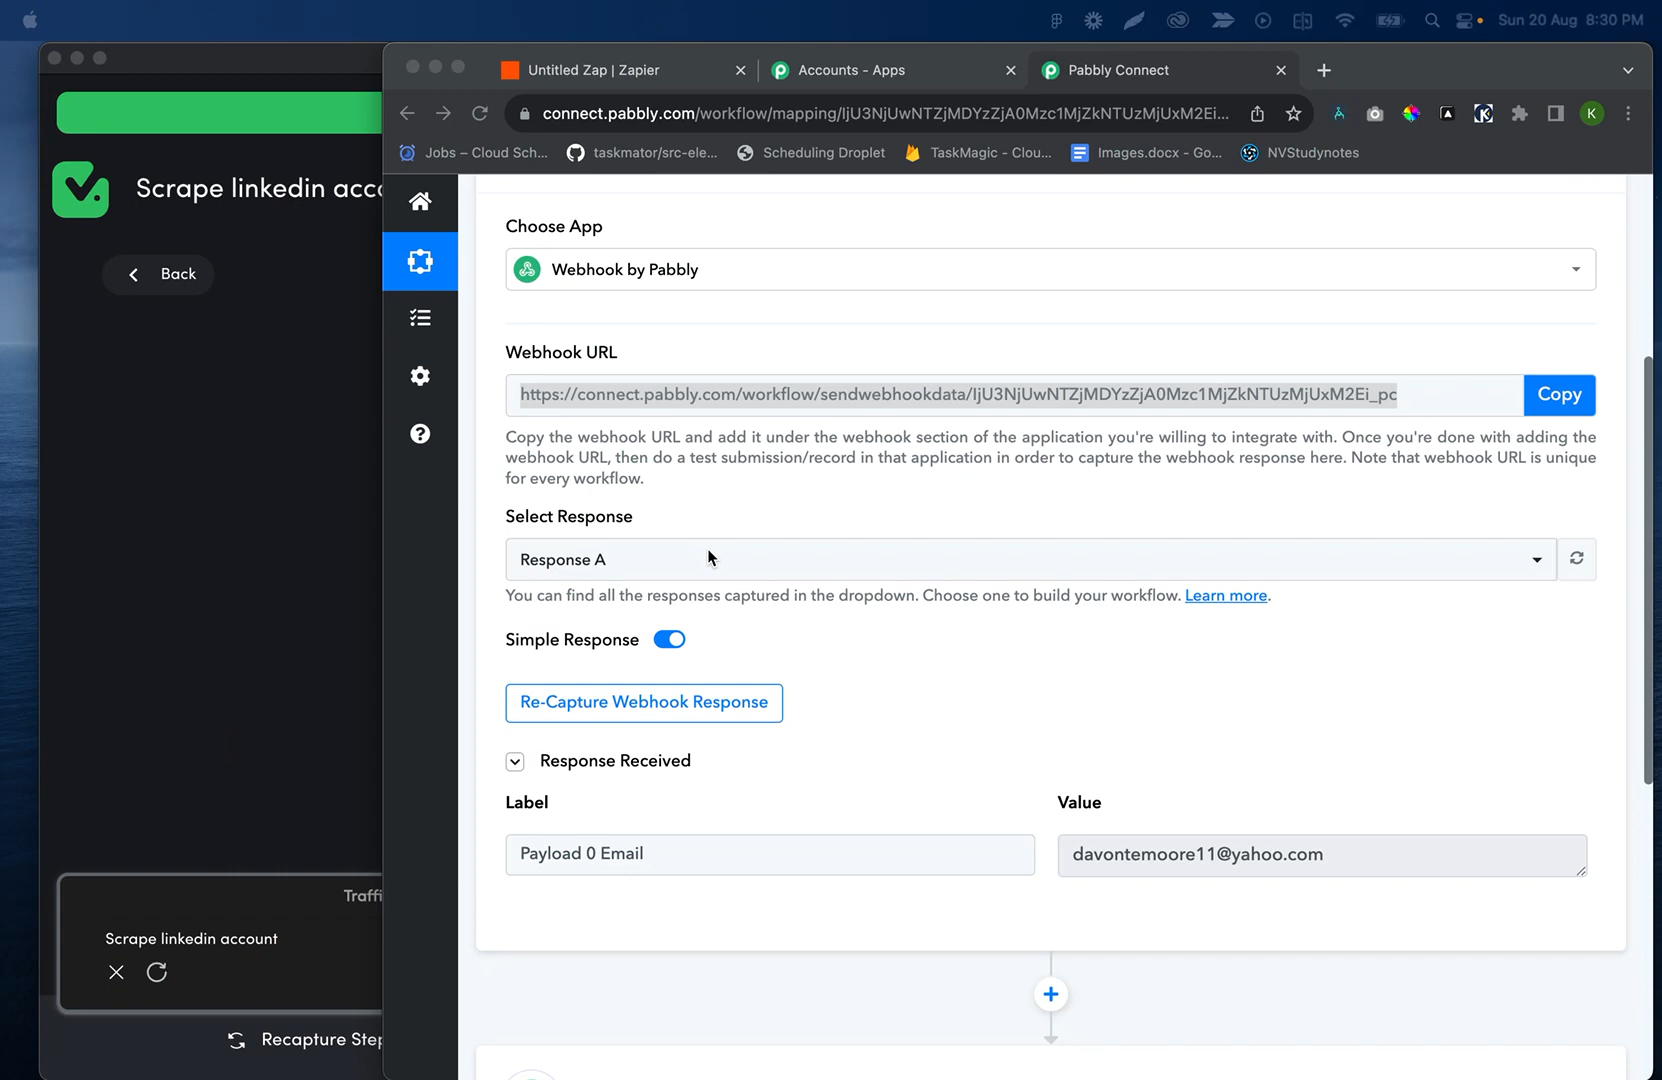 Sun 20 Aug 8:30 PM
Untitled Zap | Zapier
Accounts - Apps
Pabbly Connect
connect.pabbly.com/workflow/mapping/IjU3NjUwNTZjMDYzZjA0Mzc1MjZkNTUzMjUxM2Ei...
K
Jobs – Cloud Sch...
taskmator/src-ele...
Scheduling Droplet
TaskMagic - Clou...
Images.docx - Go...
NVStudynotes
Scrape linkedin acco
Back
Choose App
Webhook by Pabbly
Webhook URL
https://connect.pabbly.com/workflow/sendwebhookdata/IjU3NjUwNTZjMDYzZjA0Mzc1MjZkNTUzMjUxM2Ei_pc
Copy
Copy the webhook URL and add it under the webhook section of the application you're willing to integrate with. Once you're done with adding the
webhook URL, then do a test submission/record in that application in order to capture the webhook response here. Note that webhook URL is unique
for every workflow.
Select Response
Response A
You can find all the responses captured in the dropdown. Choose one to build your workflow. Learn more.
Simple Response
Re-Capture Webhook Response
Response Received
Label
Value
Payload 0 Email
davontemoore11@yahoo.com
Traffi
Scrape linkedin account
Recapture Step